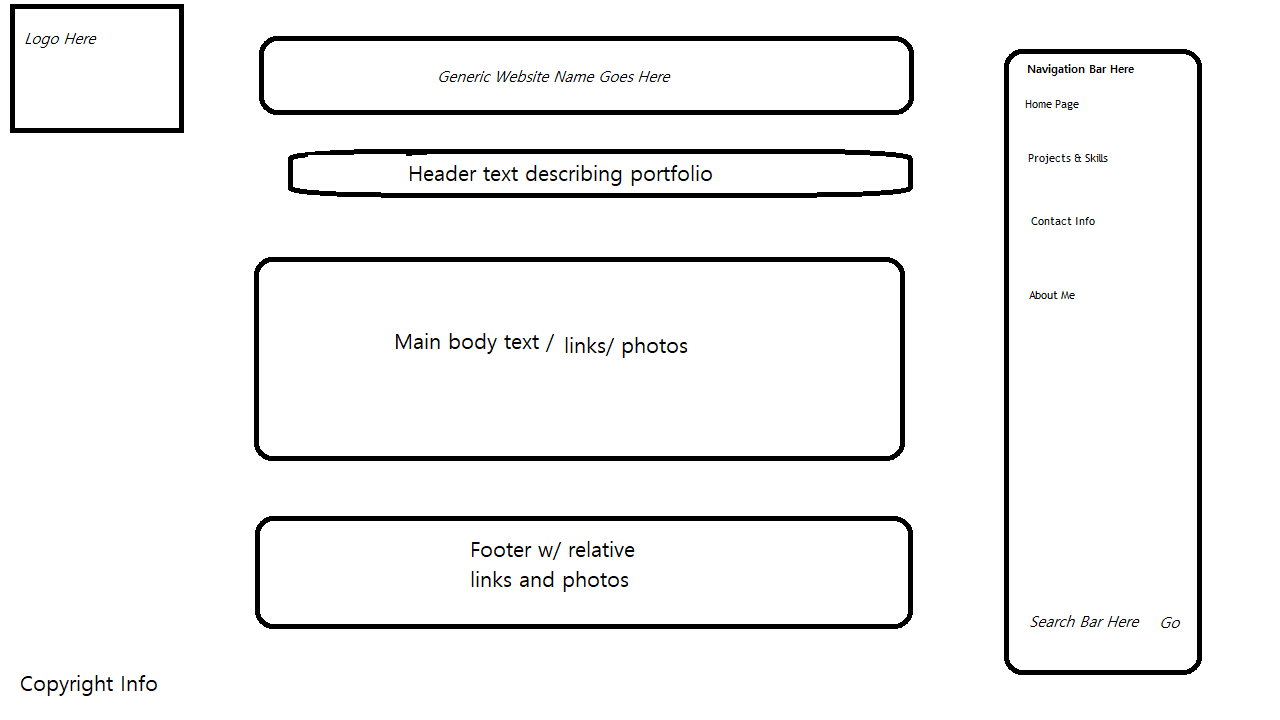 Logo Here
Generic Website Name Goes Here
Header text describing portfolio
Main body text / links/ photos
Footer w/ relative
links and photos
Copyright Info
Navigation Bar Here
Home Page
Projects & Skills
Contact Info
About Me
Search Bar Here Go